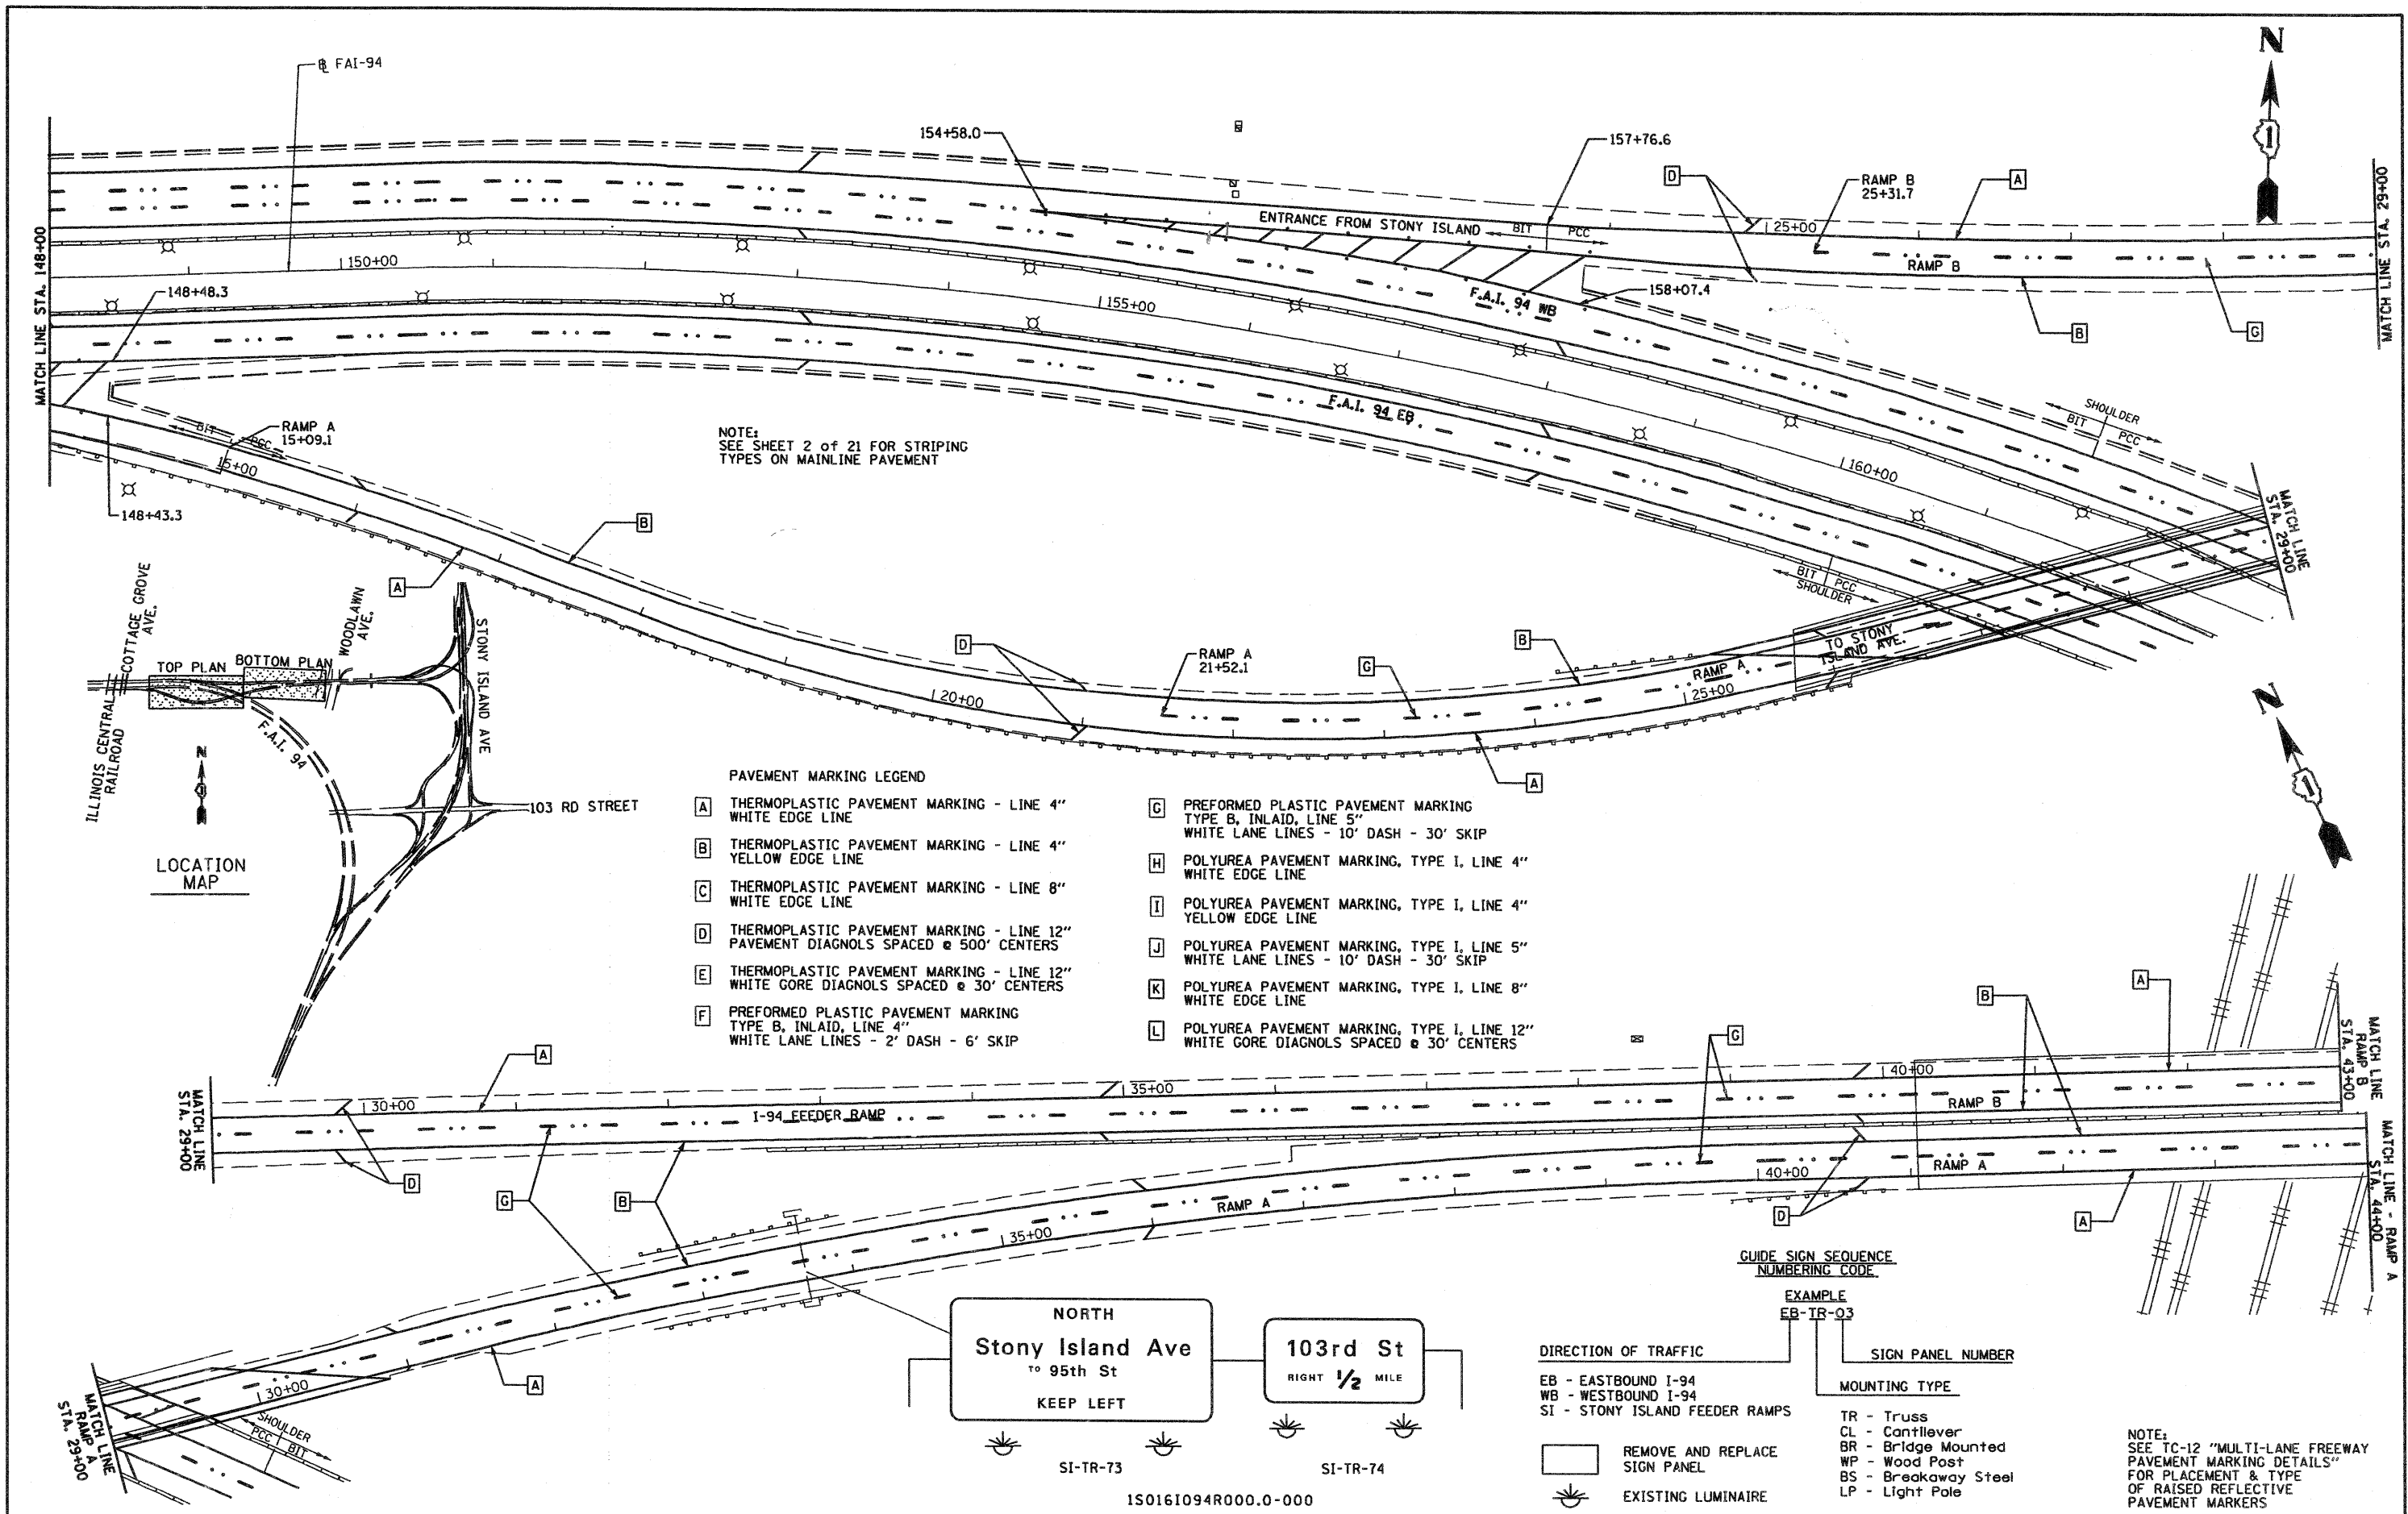 N
1
℄ FAI-94
154+58.0
157+76.6
D
RAMP B
25+31.7
A
MATCH LINE STA. 148+00
MATCH LINE STA. 29+00
ENTRANCE FROM STONY ISLAND
BIT
PCC
25+00
RAMP B
150+00
148+48.3
155+00
F.A.I. 94 WB
158+07.4
B
G
RAMP A
15+09.1
BIT
PCC
15+00
148+43.3
NOTE:
SEE SHEET 2 of 21 FOR STRIPING
TYPES ON MAINLINE PAVEMENT
F.A.I. 94 EB
SHOULDER
BIT
PCC
160+00
MATCH LINE
STA. 29+00
B
A
BIT
PCC
SHOULDER
D
RAMP A
21+52.1
G
B
TO STONY
ISLAND AVE.
RAMP A
20+00
25+00
A
N
1
COTTAGE GROVE
AVE.
WOODLAWN
AVE.
STONY ISLAND AVE
TOP PLAN
BOTTOM PLAN
ILLINOIS CENTRAL
RAILROAD
F.A.I. 94
N
103 RD STREET
LOCATION
MAP
PAVEMENT MARKING LEGEND
A THERMOPLASTIC PAVEMENT MARKING - LINE 4"
WHITE EDGE LINE
B THERMOPLASTIC PAVEMENT MARKING - LINE 4"
YELLOW EDGE LINE
C THERMOPLASTIC PAVEMENT MARKING - LINE 8"
WHITE EDGE LINE
D THERMOPLASTIC PAVEMENT MARKING - LINE 12"
PAVEMENT DIAGNOLS SPACED @ 500' CENTERS
E THERMOPLASTIC PAVEMENT MARKING - LINE 12"
WHITE GORE DIAGNOLS SPACED @ 30' CENTERS
F PREFORMED PLASTIC PAVEMENT MARKING
TYPE B, INLAID, LINE 4"
WHITE LANE LINES - 2' DASH - 6' SKIP
G PREFORMED PLASTIC PAVEMENT MARKING
TYPE B, INLAID, LINE 5"
WHITE LANE LINES - 10' DASH - 30' SKIP
H POLYUREA PAVEMENT MARKING, TYPE I, LINE 4"
WHITE EDGE LINE
I POLYUREA PAVEMENT MARKING, TYPE I, LINE 4"
YELLOW EDGE LINE
J POLYUREA PAVEMENT MARKING, TYPE I, LINE 5"
WHITE LANE LINES - 10' DASH - 30' SKIP
K POLYUREA PAVEMENT MARKING, TYPE I, LINE 8"
WHITE EDGE LINE
L POLYUREA PAVEMENT MARKING, TYPE I, LINE 12"
WHITE GORE DIAGNOLS SPACED @ 30' CENTERS
A
G
B
A
MATCH LINE
STA. 29+00
30+00
I-94 FEEDER RAMP
35+00
40+00
RAMP B
MATCH LINE
RAMP B
STA. 43+00
D
G
B
RAMP A
35+00
40+00
RAMP A
D
A
MATCH LINE - RAMP A
STA. 44+00
30+00
A
SHOULDER
PCC
BIT
MATCH LINE
RAMP A
STA. 29+00
NORTH
Stony Island Ave
TO 95th St
KEEP LEFT
SI-TR-73
103rd St
RIGHT 1/2 MILE
SI-TR-74
1S016I094R000.0-000
GUIDE SIGN SEQUENCE
NUMBERING CODE
EXAMPLE
EB-TR-03
DIRECTION OF TRAFFIC
SIGN PANEL NUMBER
EB - EASTBOUND I-94
WB - WESTBOUND I-94
SI - STONY ISLAND FEEDER RAMPS
MOUNTING TYPE
TR - Truss
CL - Cantilever
BR - Bridge Mounted
WP - Wood Post
BS - Breakaway Steel
LP - Light Pole
REMOVE AND REPLACE
SIGN PANEL
EXISTING LUMINAIRE
NOTE:
SEE TC-12 "MULTI-LANE FREEWAY
PAVEMENT MARKING DETAILS"
FOR PLACEMENT & TYPE
OF RAISED REFLECTIVE
PAVEMENT MARKERS